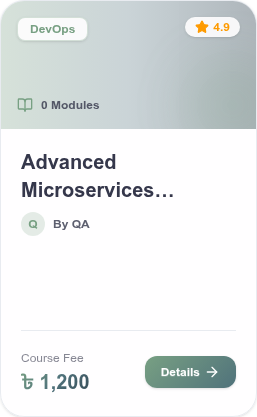 DevOps
4.9
0 Modules
Advanced
Microservices...
Q
By QA
Course Fee
৳ 1,200
Details →